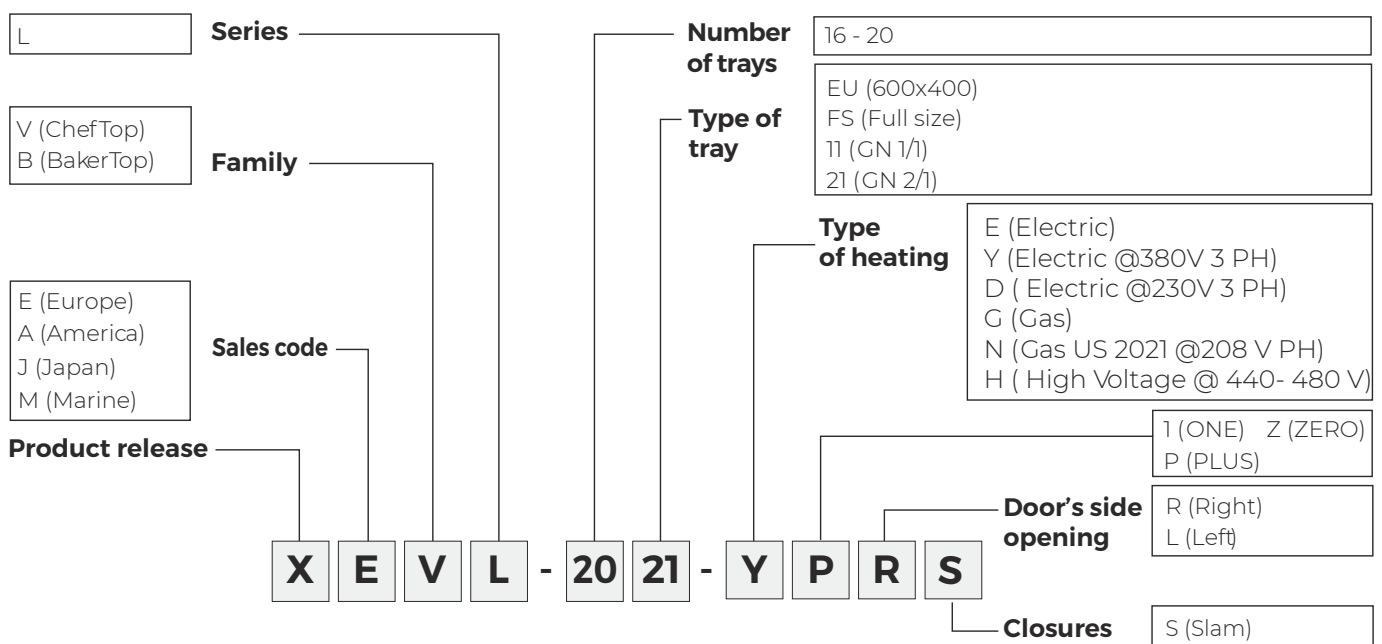 L
Series
Number
of trays
16 - 20
V (ChefTop)
B (BakerTop)
Family
Type of
tray
EU (600x400)
FS (Full size)
11 (GN 1/1)
21 (GN 2/1)
Type
of heating
E (Electric)
Y (Electric @380V 3 PH)
D ( Electric @230V 3 PH)
G (Gas)
N (Gas US 2021 @208 V PH)
H ( High Voltage @ 440- 480 V)
E (Europe)
A (America)
J (Japan)
M (Marine)
Sales code
Product release
1 (ONE) Z (ZERO)
P (PLUS)
Door's side
opening
R (Right)
L (Left)
X E V L - 20 21 - Y P R S
Closures
S (Slam)